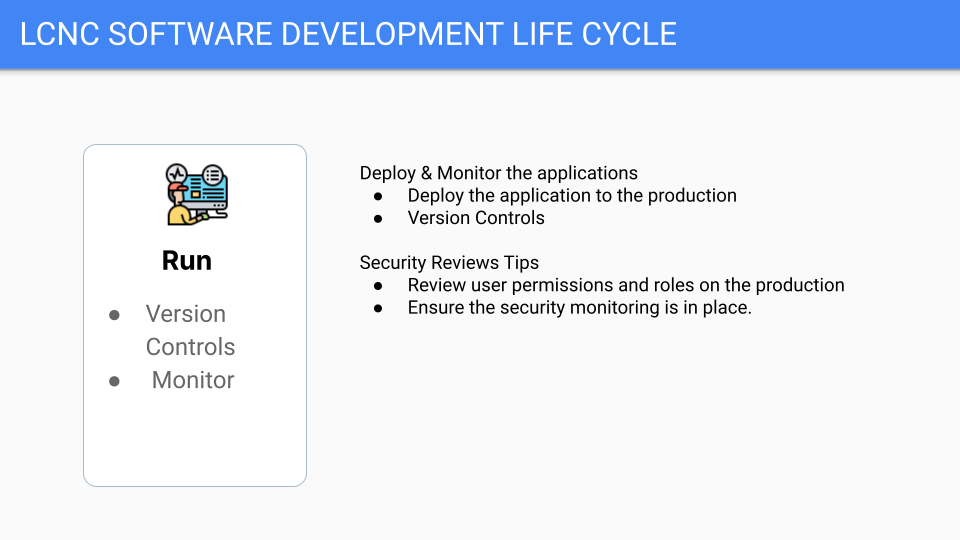 LCNC SOFTWARE DEVELOPMENT LIFE CYCLE
Run
● Version
Controls
● Monitor
Deploy & Monitor the applications
● Deploy the application to the production
● Version Controls
Security Reviews Tips
● Review user permissions and roles on the production
● Ensure the security monitoring is in place.